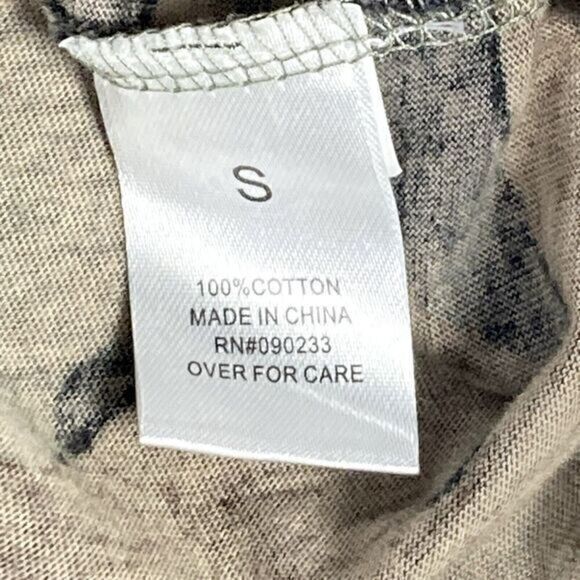 S
100%COTTON
MADE IN CHINA
RN#090233
OVER FOR CARE